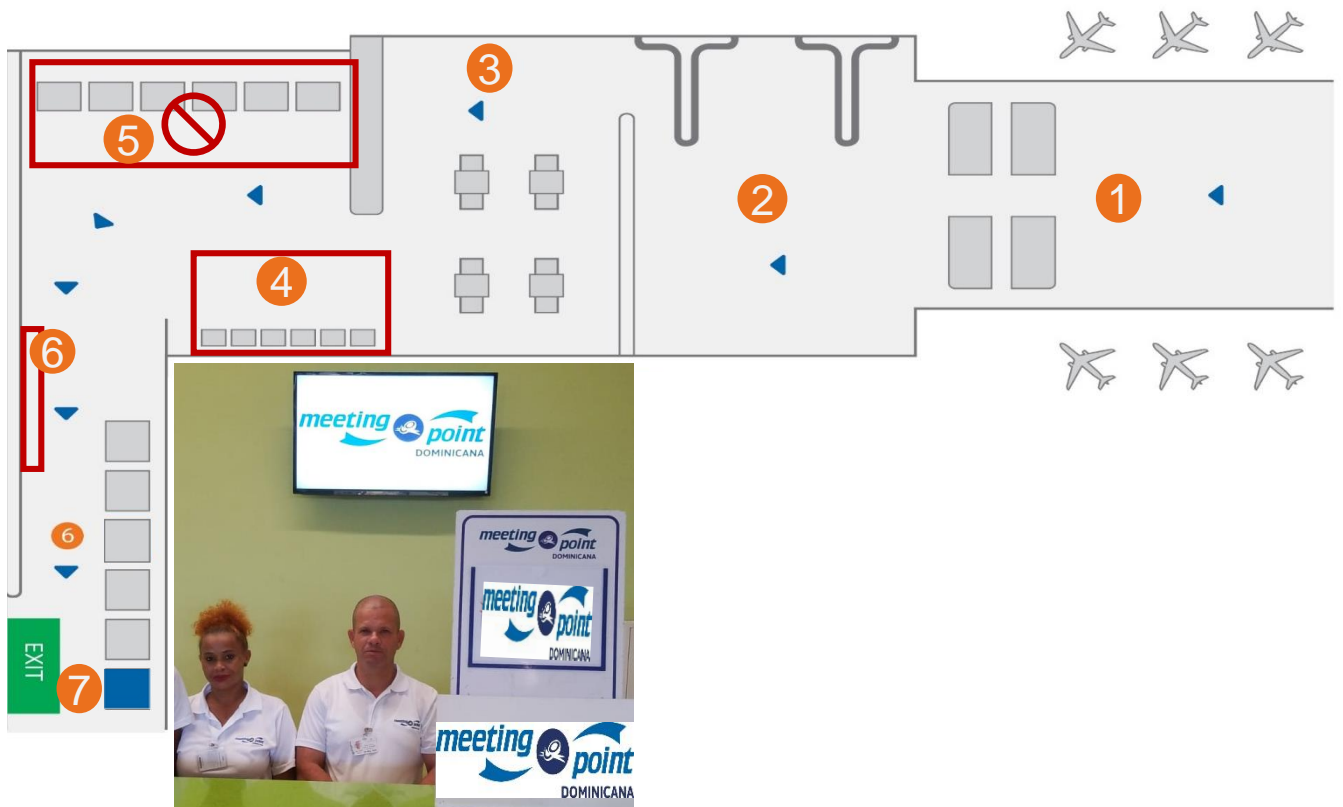 3
5
1
2
4
6
6
EXIT
7
meeting point
DOMINICANA
meeting point
DOMINICANA
meeting point
DOMINICANA
meeting point
DOMINICANA